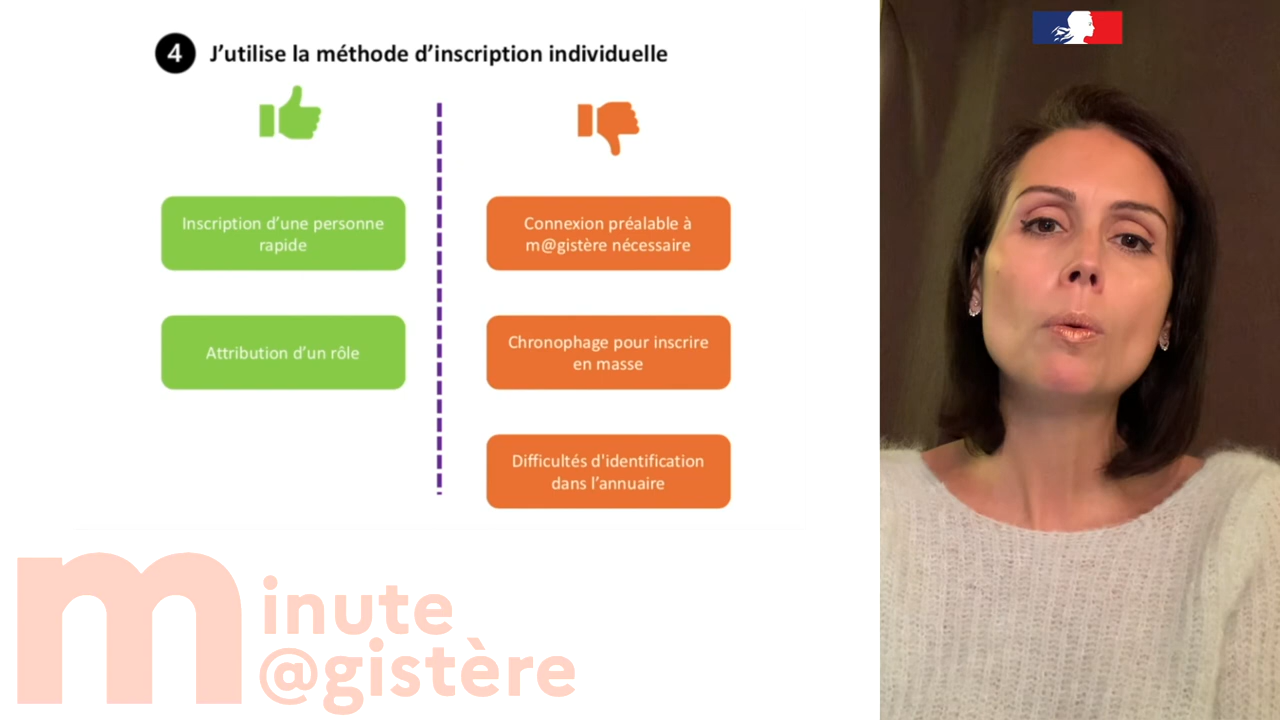 4 J’utilise la méthode d’inscription individuelle
Inscription d’une personne
rapide
Attribution d’un rôle
Connexion préalable à
m@gistère nécessaire
Chronophage pour inscrire
en masse
Difficultés d'identification
dans l’annuaire
minute
m@gistère